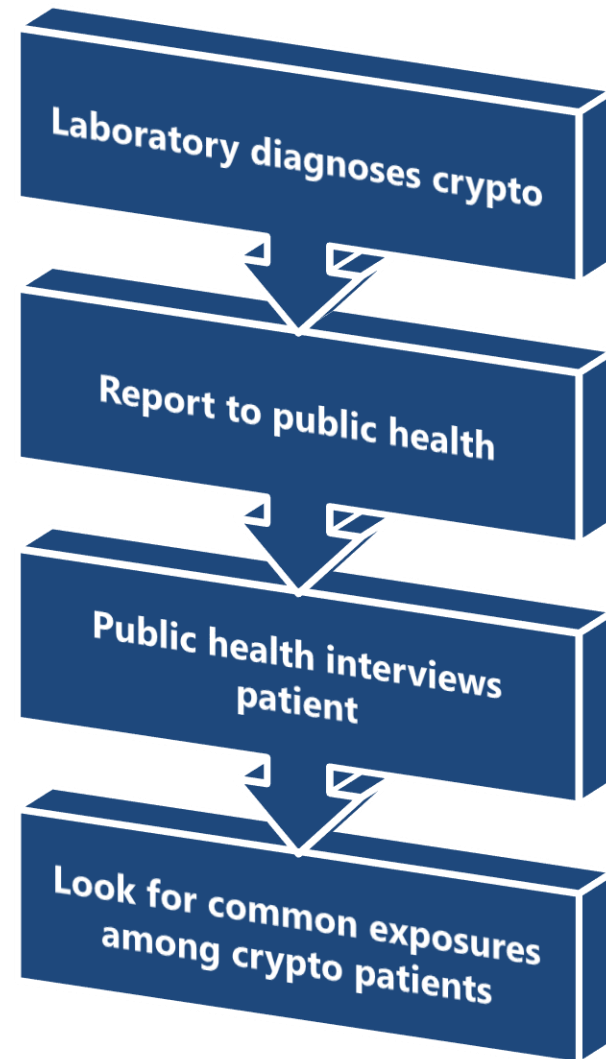 Laboratory diagnoses crypto
Report to public health
Public health interviews
patient
Look for common exposures
among crypto patients